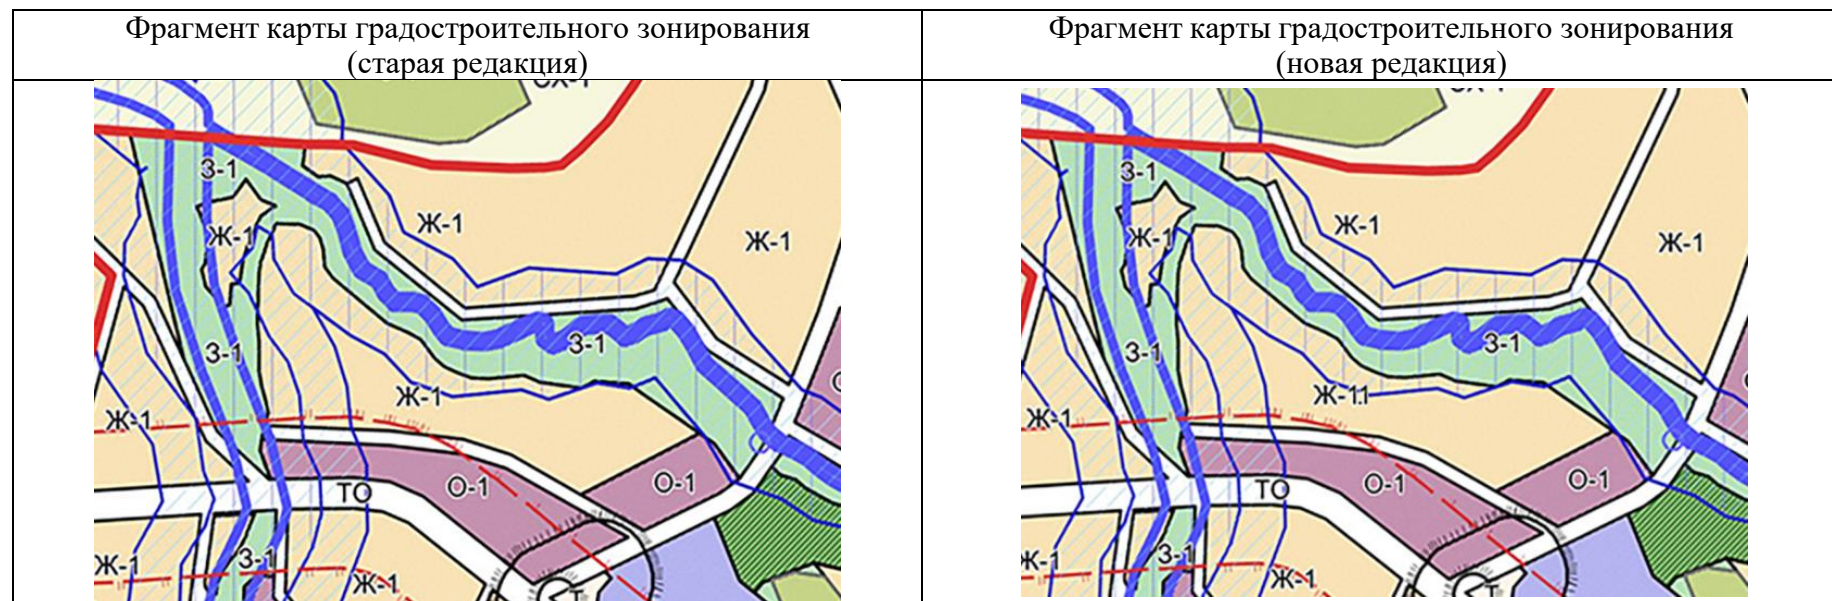 Фрагмент карты градостроительного зонирования
(старая редакция)
Фрагмент карты градостроительного зонирования
(новая редакция)
З-1
Ж-1
Ж-1
Ж-1
З-1
З-1
Ж-1
Ж-1
О-1
О-1
ТО
З-1
Ж-1
Ж-1
Т
З-1
Ж-1
Ж-1
Ж-1
З-1
З-1
Ж-1.1
Ж-1
О-1
О-1
ТО
З-1
Ж-1
Ж-1
Т